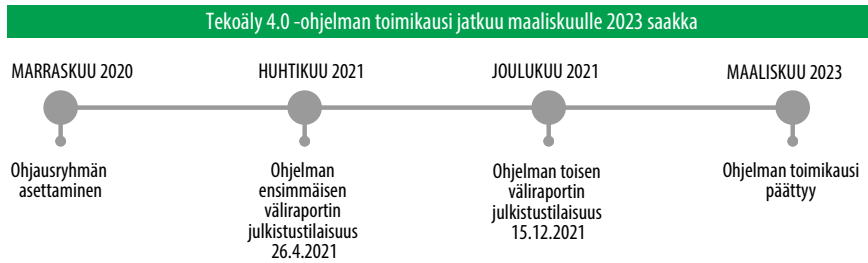 Tekoäly 4.0 -ohjelman toimikausi jatkuu maaliskuulle 2023 saakka
MARRASKUU 2020
Ohjausryhmän
asettaminen
HUHTIKUU 2021
Ohjelman
ensimmäisen
väliraportin
julkistustilaisuus
26.4.2021
JOULUKUU 2021
Ohjelman toisen
väliraportin
julkistustilaisuus
15.12.2021
MAALISKUU 2023
Ohjelman toimikausi
päättyy